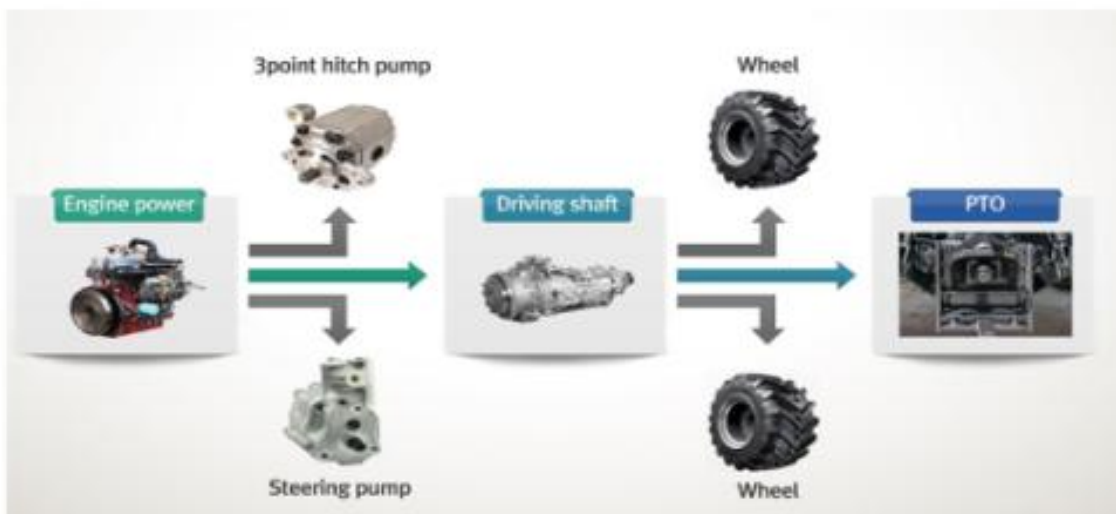 3point hitch pump
Wheel
Engine power
Driving shaft
PTO
Steering pump
Wheel